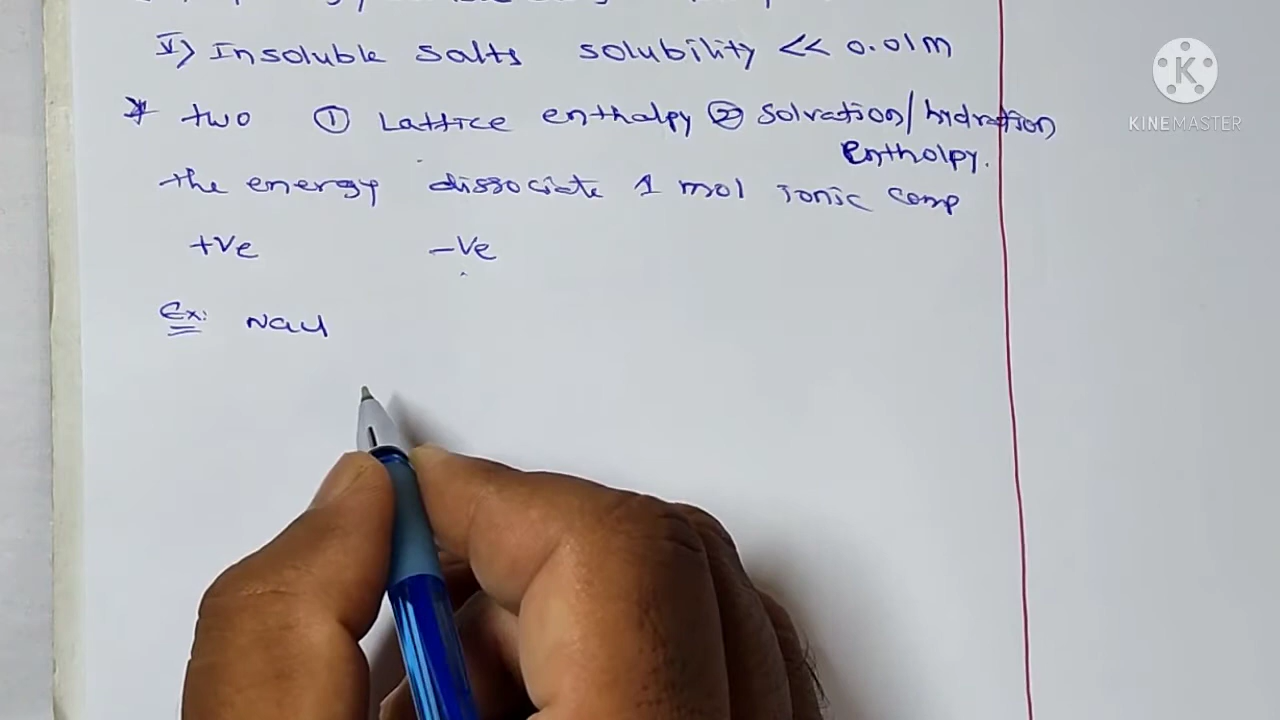 V) Insoluble salts solubility << 0.01M
* two ① Lattice enthalpy ② solvation/hydration
enthalpy.
the energy dissociate 1 mol ionic comp
+ve -ve
Ex: NaCl
K
KINEMASTER